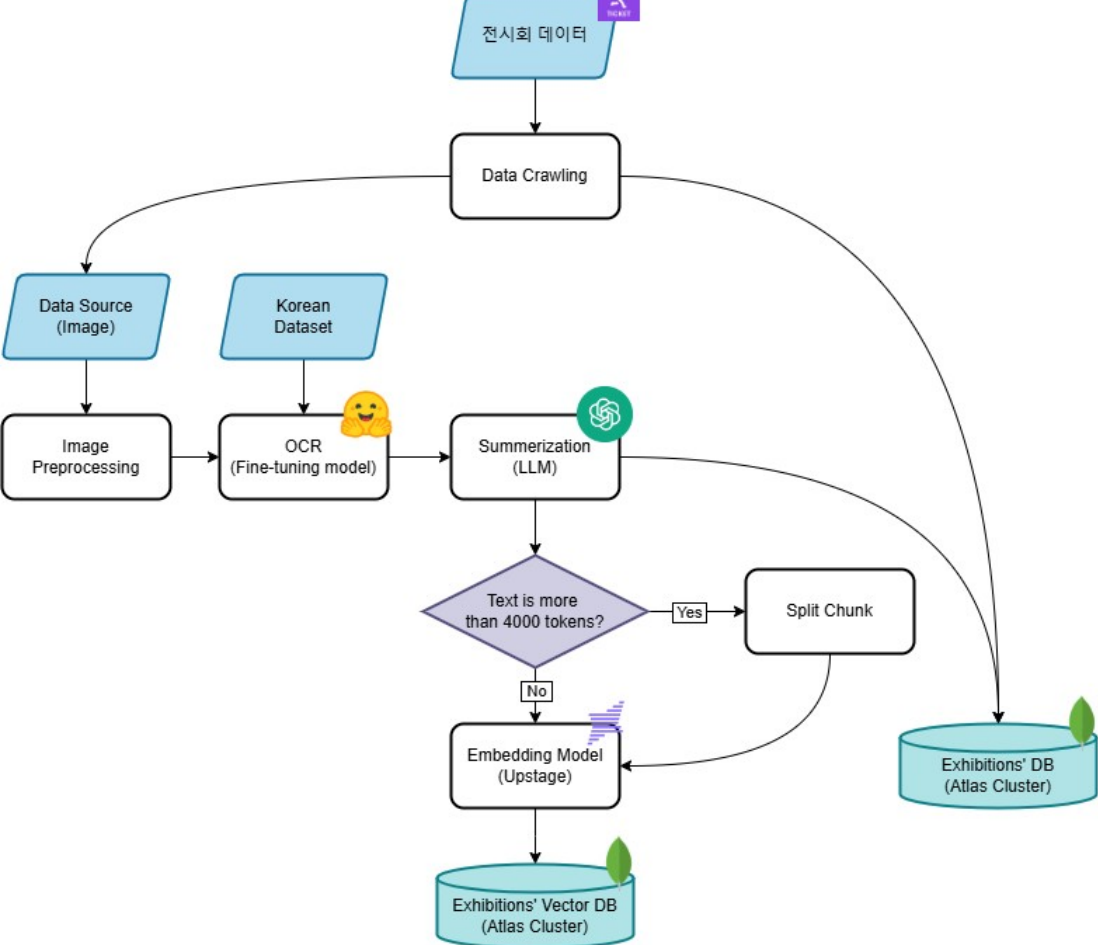 전시회 데이터
TICKET
Data Crawling
Data Source
(Image)
Korean
Dataset
Image
Preprocessing
OCR
(Fine-tuning model)
Summerization
(LLM)
Text is more
than 4000 tokens?
Yes
Split Chunk
No
Embedding Model
(Upstage)
Exhibitions' DB
(Atlas Cluster)
Exhibitions' Vector DB
(Atlas Cluster)